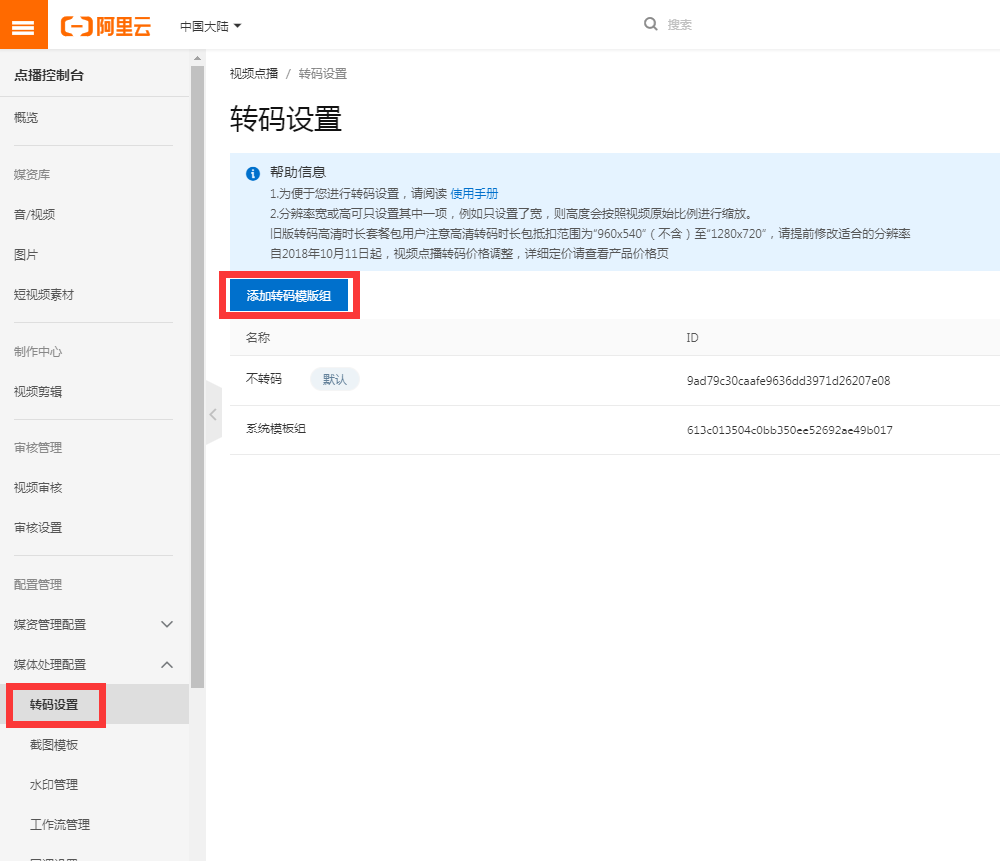 阿里云
中国大陆
搜索
点播控制台
概览
媒资库
音/视频
图片
短视频素材
制作中心
视频剪辑
审核管理
视频审核
审核设置
配置管理
媒资管理配置
媒体处理配置
转码设置
截图模板
水印管理
工作流管理
视频点播 / 转码设置
转码设置
帮助信息
1.为便于您进行转码设置，请阅读 使用手册
2.分辨率宽或高可只设置其中一项，例如只设置了宽，则高度会按照视频原始比例进行缩放。
旧版转码高清时长套餐包用户注意高清转码时长包抵扣范围为"960x540"（不含）至"1280x720"，请提前修改适合的分辨率
自2018年10月11日起，视频点播转码价格调整，详细定价请查看产品价格页
添加转码模版组
名称 ID
不转码 默认 9ad79c30caafe9636dd3971d26207e08
系统模板组 613c013504c0bb350ee52692ae49b017